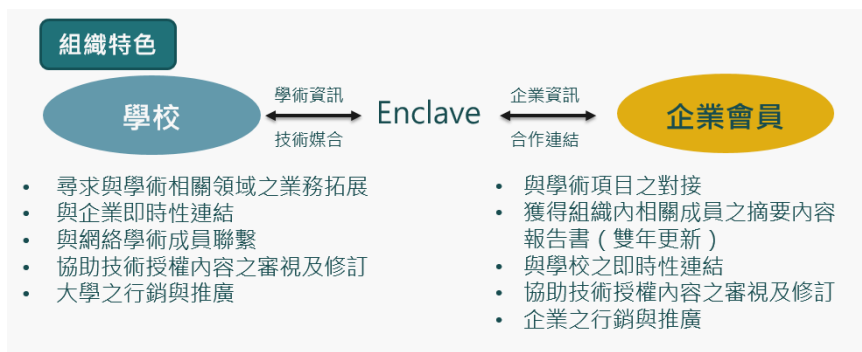 組織特色
學校
學術資訊
技術媒合
Enclave
企業資訊
合作連結
企業會員
• 尋求與學術相關領域之業務拓展
• 與企業即時性連結
• 與網絡學術成員聯繫
• 協助技術授權內容之審視及修訂
• 大學之行銷與推廣
• 與學術項目之對接
• 獲得組織內相關成員之摘要內容
報告書（雙年更新）
• 與學校之即時性連結
• 協助技術授權內容之審視及修訂
• 企業之行銷與推廣